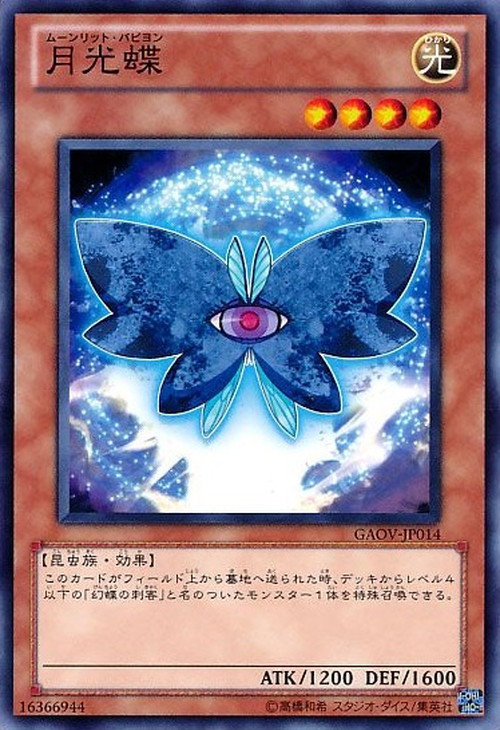 ムーンリット・パピヨン
月光蝶
ひかり
光
GAOV-JP014
【昆虫族・効果】
このカードがフィールド上から墓地へ送られた時、デッキからレベル4
以下の「幻蝶の刺客」と名のついたモンスター1体を特殊召喚できる。
ATK/1200 DEF/1600
16366944
©高橋和希 スタジオ・ダイス/集英社